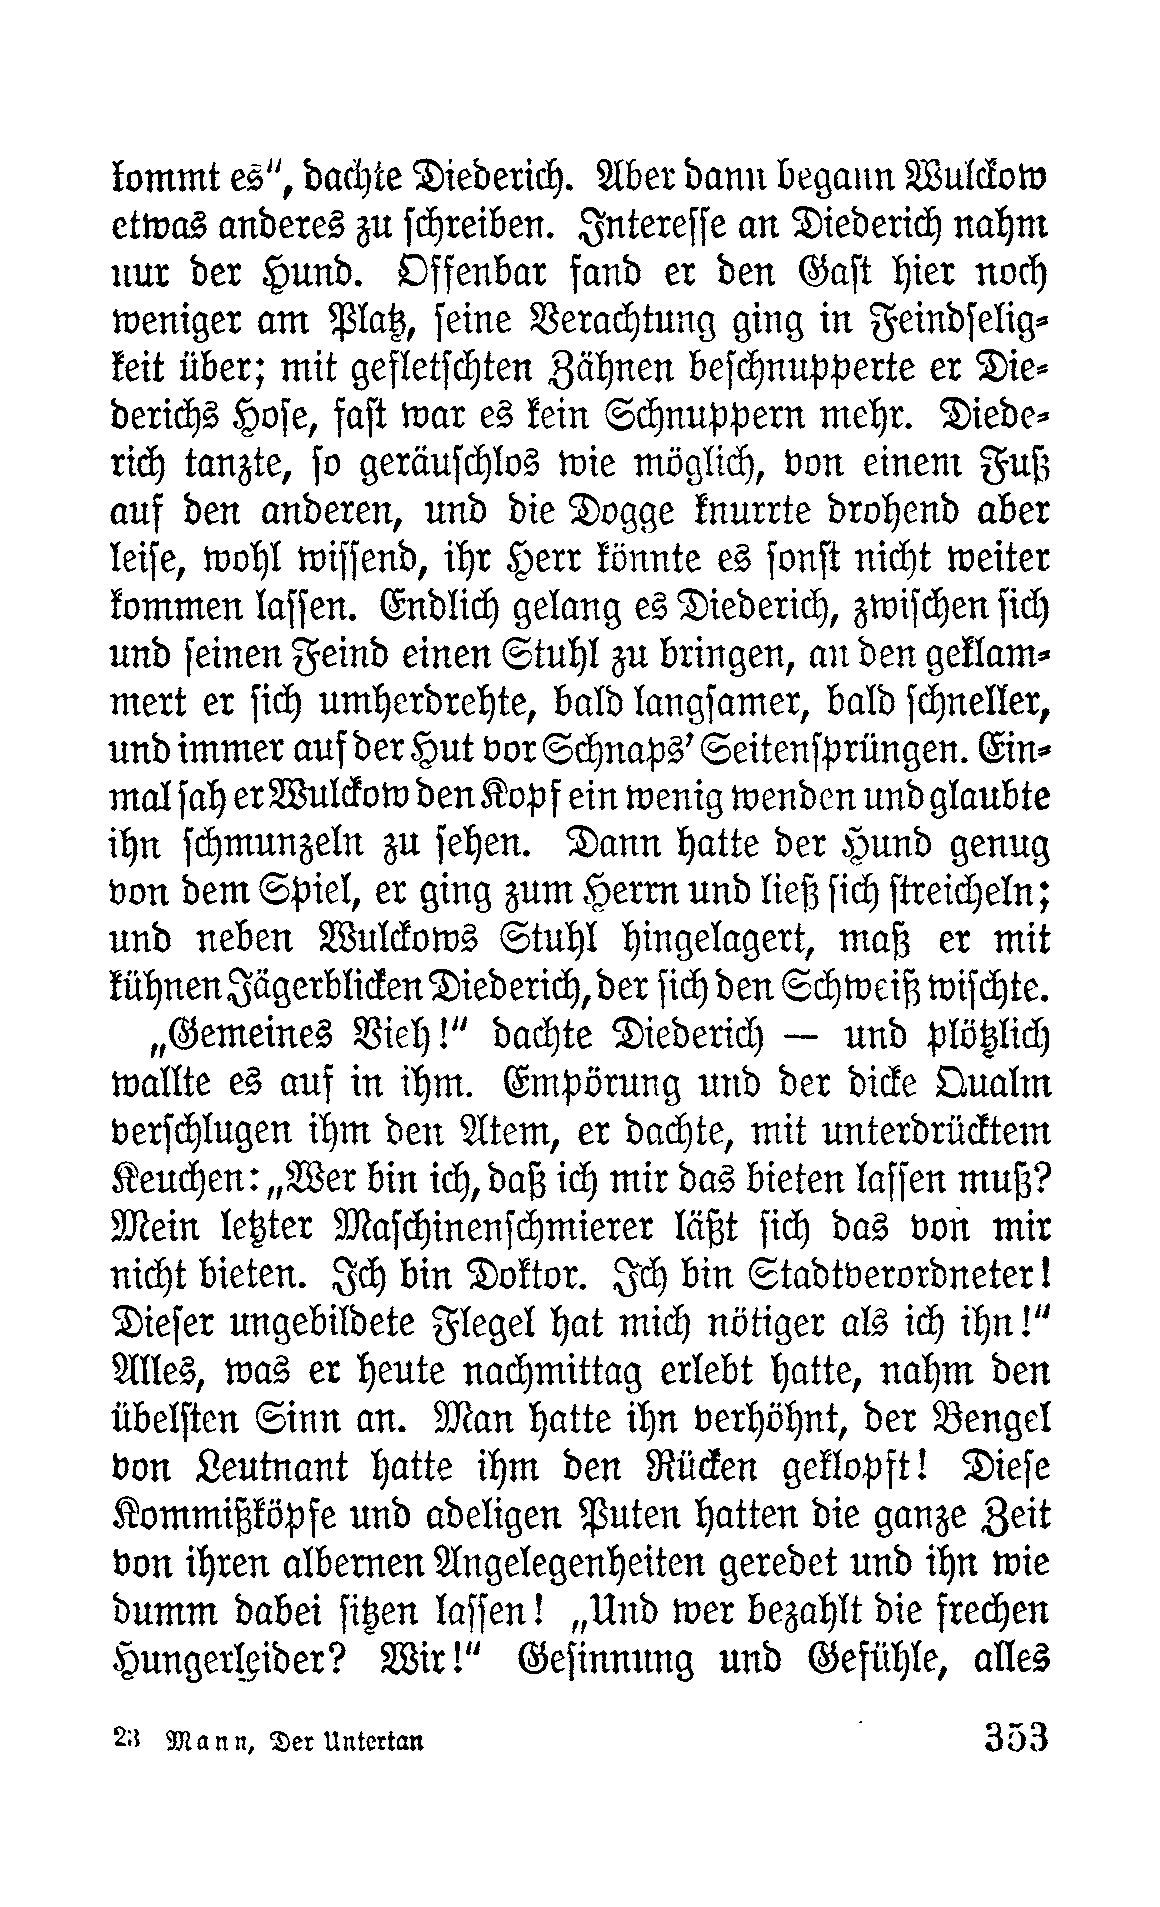 kommt es“, dachte Diederich. Aber dann begann Wulckow
etwas anderes zu schreiben. Interesse an Diederich nahm
nur der Hund. Offenbar fand er den Gast hier noch
weniger am Platz, seine Verachtung ging in Feindselig-
keit über; mit gefletschten Zähnen beschnupperte er Die-
derichs Hose, fast war es kein Schnuppern mehr. Diede-
rich tanzte, so geräuschlos wie möglich, von einem Fuß
auf den anderen, und die Dogge knurrte drohend aber
leise, wohl wissend, ihr Herr könnte es sonst nicht weiter
kommen lassen. Endlich gelang es Diederich, zwischen sich
und seinen Feind einen Stuhl zu bringen, an den geklam-
mert er sich umherdrehte, bald langsamer, bald schneller,
und immer auf der Hut vor Schnaps’ Seitensprüngen. Ein-
mal sah er Wulckow den Kopf ein wenig wenden und glaubte
ihn schmunzeln zu sehen. Dann hatte der Hund genug
von dem Spiel, er ging zum Herrn und ließ sich streicheln;
und neben Wulckows Stuhl hingelagert, maß er mit
kühnen Jägerblicken Diederich, der sich den Schweiß wischte.
„Gemeines Vieh!“ dachte Diederich — und plötzlich
wallte es auf in ihm. Empörung und der dicke Qualm
verschlugen ihm den Atem, er dachte, mit unterdrücktem
Keuchen: „Wer bin ich, daß ich mir das bieten lassen muß?
Mein letzter Maschinenschmierer läßt sich das von mir
nicht bieten. Ich bin Doktor. Ich bin Stadtverordneter!
Dieser ungebildete Flegel hat mich nötiger als ich ihn!“
Alles, was er heute nachmittag erlebt hatte, nahm den
übelsten Sinn an. Man hatte ihn verhöhnt, der Bengel
von Leutnant hatte ihm den Rücken geklopft! Diese
Kommißköpfe und adeligen Puten hatten die ganze Zeit
von ihren albernen Angelegenheiten geredet und ihn wie
dumm dabei sitzen lassen! „Und wer bezahlt die frechen
Hungerleider? Wir!“ Gesinnung und Gefühle, alles
23 Mann, Der Untertan 353